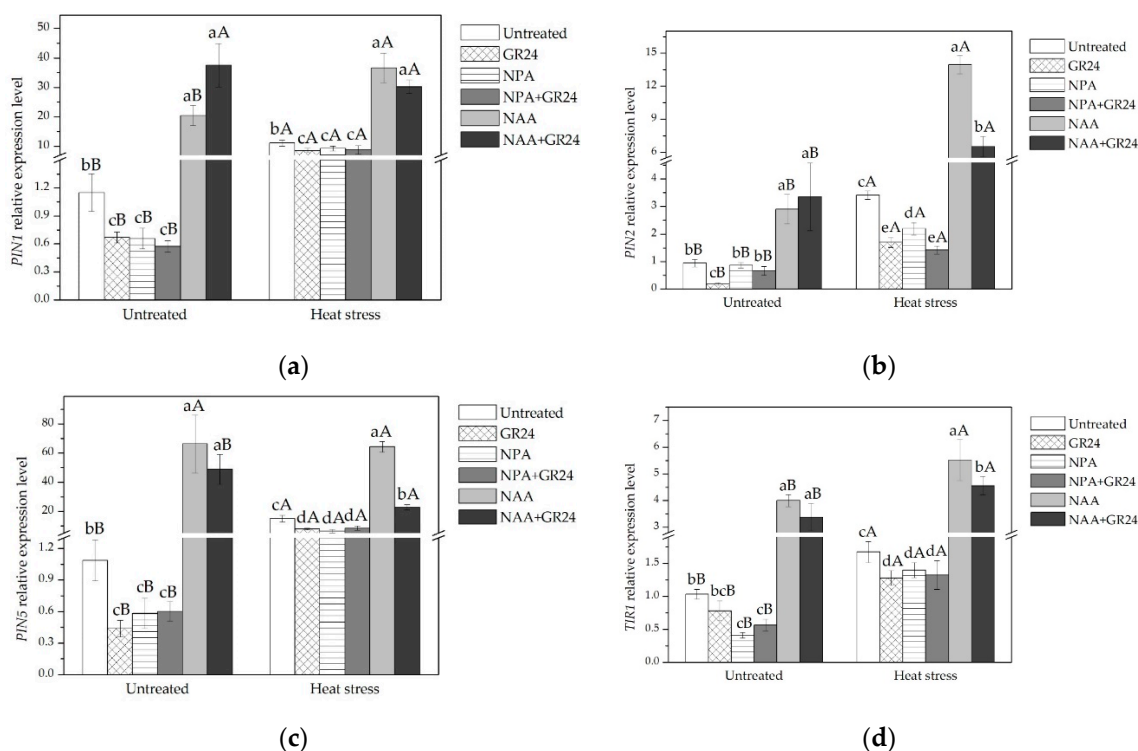 PIN1 relative expression level
50
40
30
20
10
1.2
0.9
0.6
0.3
0.0
bB
cB
cB
cB
aB
aA
bA
cA
cA
cA
aA
aA
Untreated
Heat stress
Untreated
GR24
NPA
NPA+GR24
NAA
NAA+GR24
(a)
PIN2 relative expression level
15
12
9
6
4
3
2
1
0
bB
cB
bB
bB
aB
aB
cA
eA
dA
eA
aA
bA
Untreated
Heat stress
Untreated
GR24
NPA
NPA+GR24
NAA
NAA+GR24
(b)
PIN5 relative expression level
80
60
40
20
1.2
0.9
0.6
0.3
0.0
bB
cB
cB
cB
aA
aB
cA
dA
dA
dA
aA
bA
Untreated
Heat stress
Untreated
GR24
NPA
NPA+GR24
NAA
NAA+GR24
(c)
TIR1 relative expression level
7
6
5
4
3
1.5
1.0
0.5
0.0
bB
bcB
cB
cB
aB
aB
cA
dA
dA
dA
aA
bA
Untreated
Heat stress
Untreated
GR24
NPA
NPA+GR24
NAA
NAA+GR24
(d)